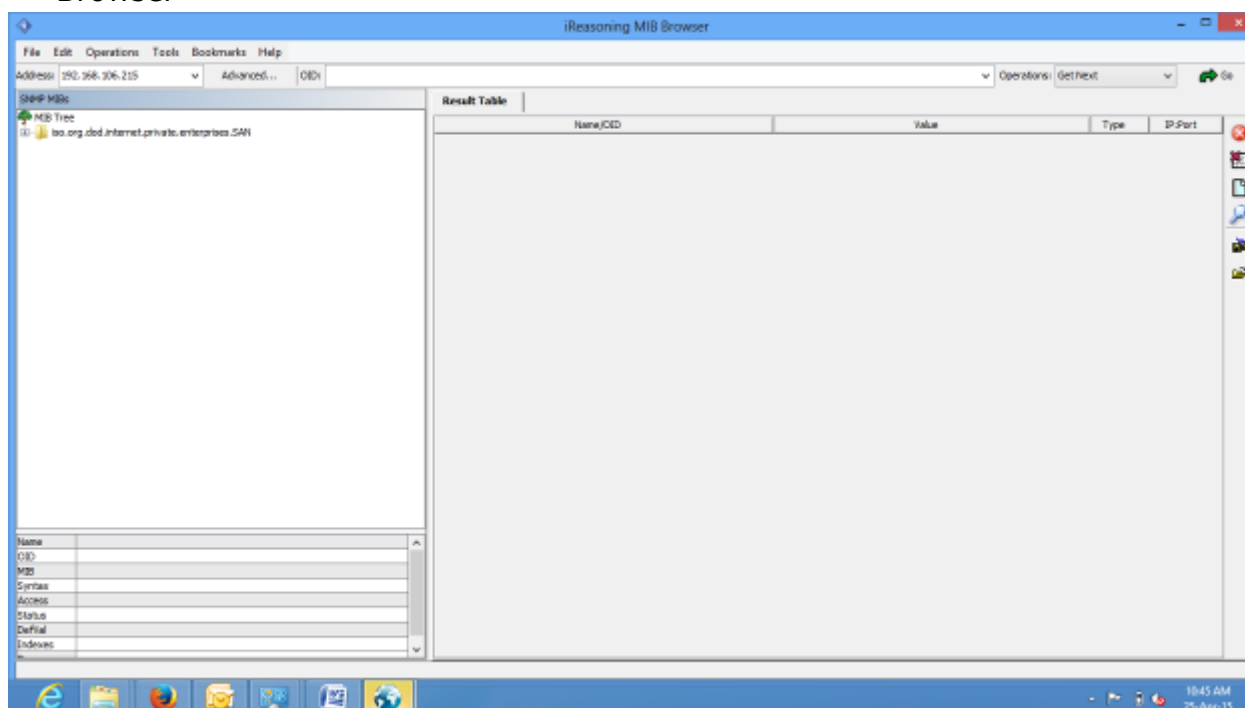 Browser
iReasoning MIB Browser
File Edit Operations Tools Bookmarks Help
Address: 192.168.106.215 Advanced... OID: Operations: Get Next Go
SNMP MIBs
Result Table
MIB Tree
iso.org.dod.internet.private.enterprises.SAN
Name/OID Value Type IP:Port
Name
OID
MIB
Syntax
Access
Status
DefVal
Indexes
10:45 AM